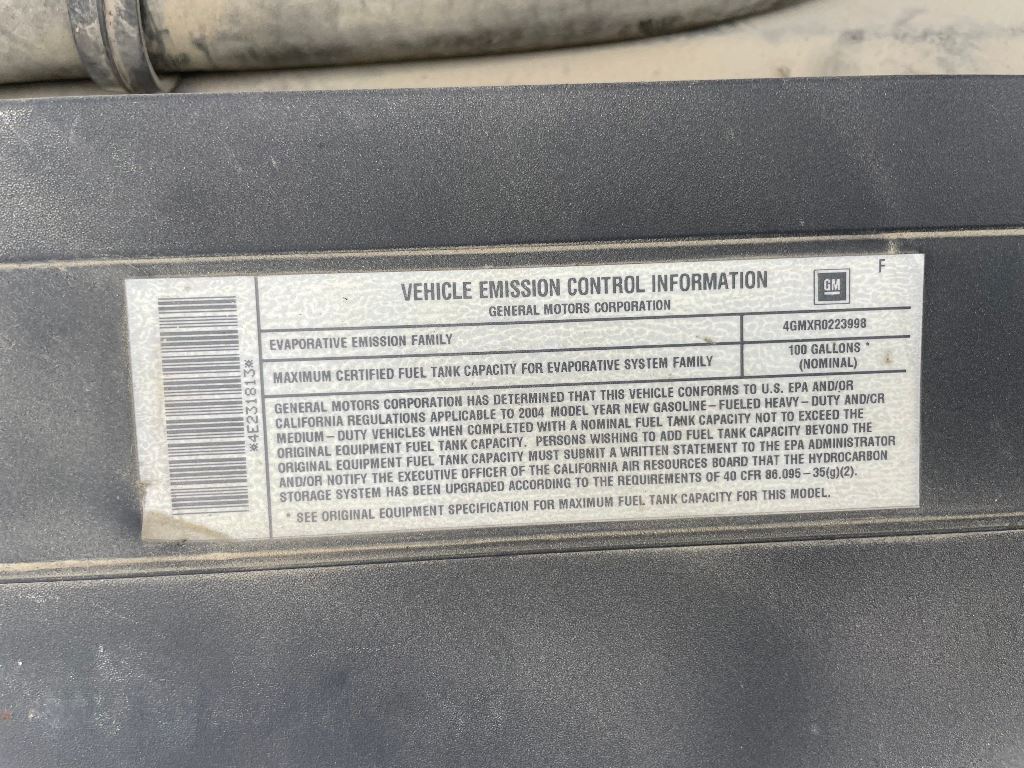 VEHICLE EMISSION CONTROL INFORMATION
GENERAL MOTORS CORPORATION
GM
F
EVAPORATIVE EMISSION FAMILY
4GMXR0223998
MAXIMUM CERTIFIED FUEL TANK CAPACITY FOR EVAPORATIVE SYSTEM FAMILY
100 GALLONS *
(NOMINAL)
GENERAL MOTORS CORPORATION HAS DETERMINED THAT THIS VEHICLE CONFORMS TO U.S. EPA AND/OR
CALIFORNIA REGULATIONS APPLICABLE TO 2004 MODEL YEAR NEW GASOLINE-FUELED HEAVY-DUTY AND/CR
MEDIUM-DUTY VEHICLES WHEN COMPLETED WITH A NOMINAL FUEL TANK CAPACITY NOT TO EXCEED THE
ORIGINAL EQUIPMENT FUEL TANK CAPACITY. PERSONS WISHING TO ADD FUEL TANK CAPACITY BEYOND THE
ORIGINAL EQUIPMENT FUEL TANK CAPACITY MUST SUBMIT A WRITTEN STATEMENT TO THE EPA ADMINISTRATOR
AND/OR NOTIFY THE EXECUTIVE OFFICER OF THE CALIFORNIA AIR RESOURCES BOARD THAT THE HYDROCARBON
STORAGE SYSTEM HAS BEEN UPGRADED ACCORDING TO THE REQUIREMENTS OF 40 CFR 86.095-35(g)(2).
* SEE ORIGINAL EQUIPMENT SPECIFICATION FOR MAXIMUM FUEL TANK CAPACITY FOR THIS MODEL.
*4E231813*